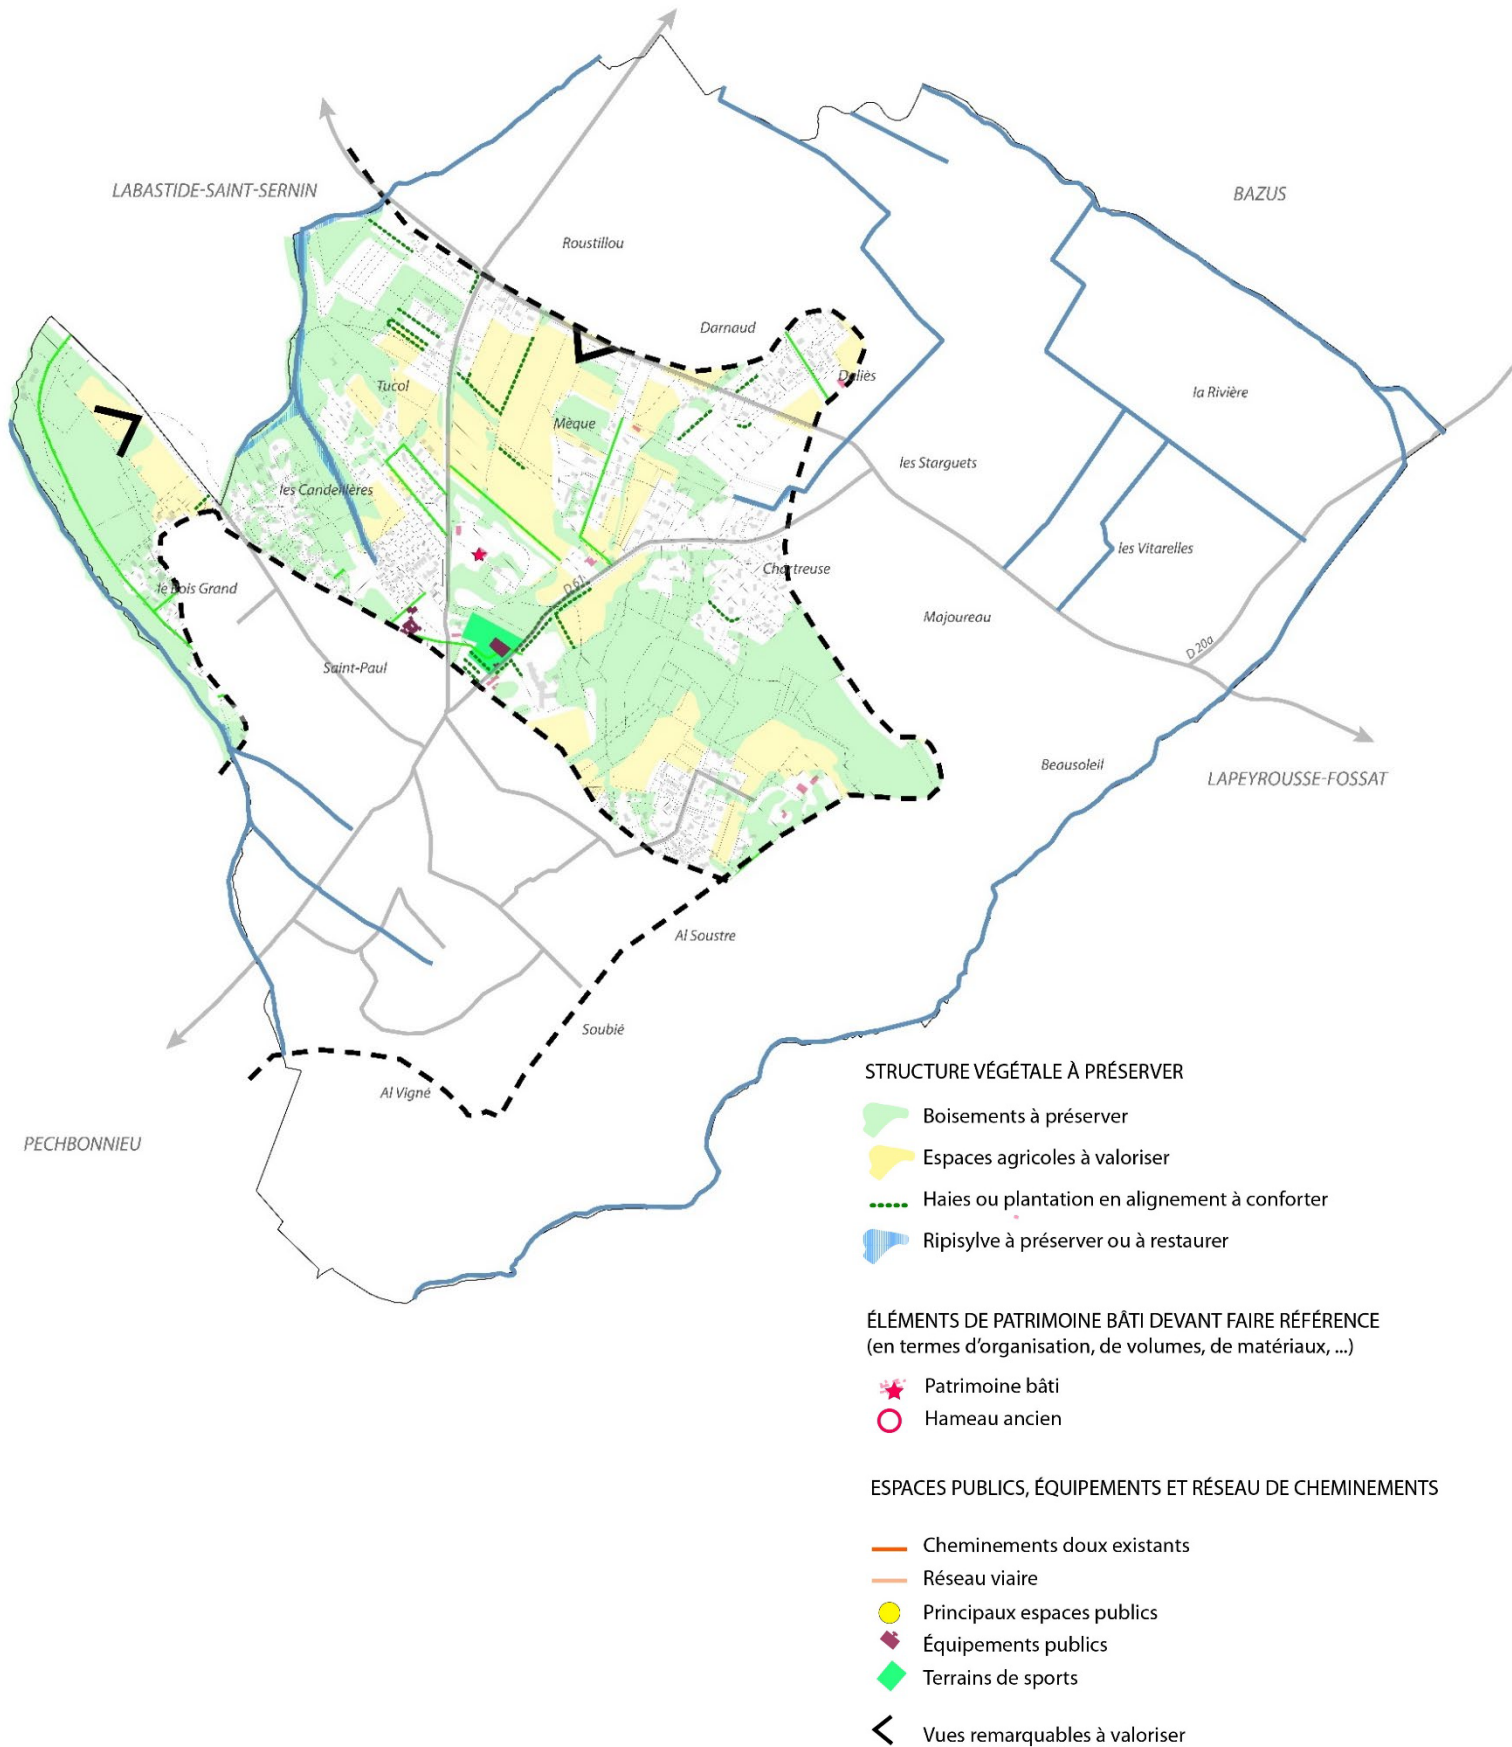 LABASTIDE-SAINT-SERNIN
BAZUS
Roustillou
Darnaud
Daliès
Tucol
la Rivière
Mèque
les Starguets
les Candeillères
les Vitarelles
Chartreuse
D 61
le Bois Grand
Majoureau
D 20a
Saint-Paul
Beausoleil
LAPEYROUSSE-FOSSAT
Al Soustre
Soubié
Al Vigné
PECHBONNIEU
STRUCTURE VÉGÉTALE À PRÉSERVER
Boisements à préserver
Espaces agricoles à valoriser
Haies ou plantation en alignement à conforter
Ripisylve à préserver ou à restaurer
ÉLÉMENTS DE PATRIMOINE BÂTI DEVANT FAIRE RÉFÉRENCE
(en termes d'organisation, de volumes, de matériaux, ...)
Patrimoine bâti
Hameau ancien
ESPACES PUBLICS, ÉQUIPEMENTS ET RÉSEAU DE CHEMINEMENTS
Cheminements doux existants
Réseau viaire
Principaux espaces publics
Équipements publics
Terrains de sports
Vues remarquables à valoriser